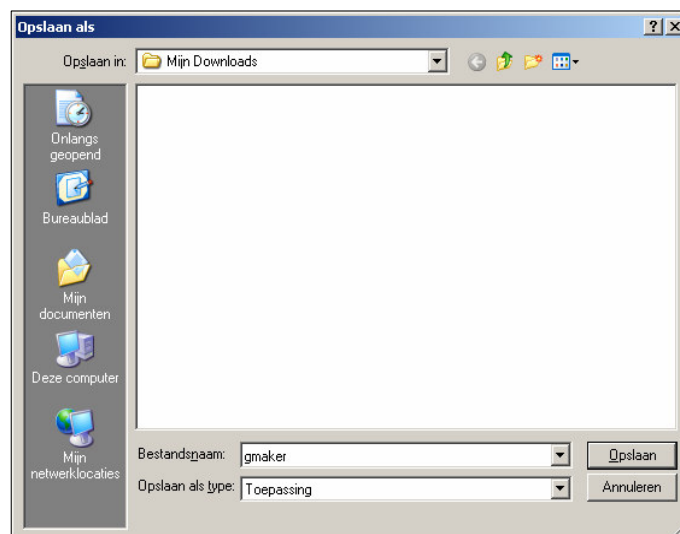 Opslaan als
Opslaan in:
Mijn Downloads
Onlangs
geopend
Bureaublad
Mijn
documenten
Deze computer
Mijn
netwerklocaties
Bestandsnaam:
gmaker
Opslaan
Opslaan als type:
Toepassing
Annuleren